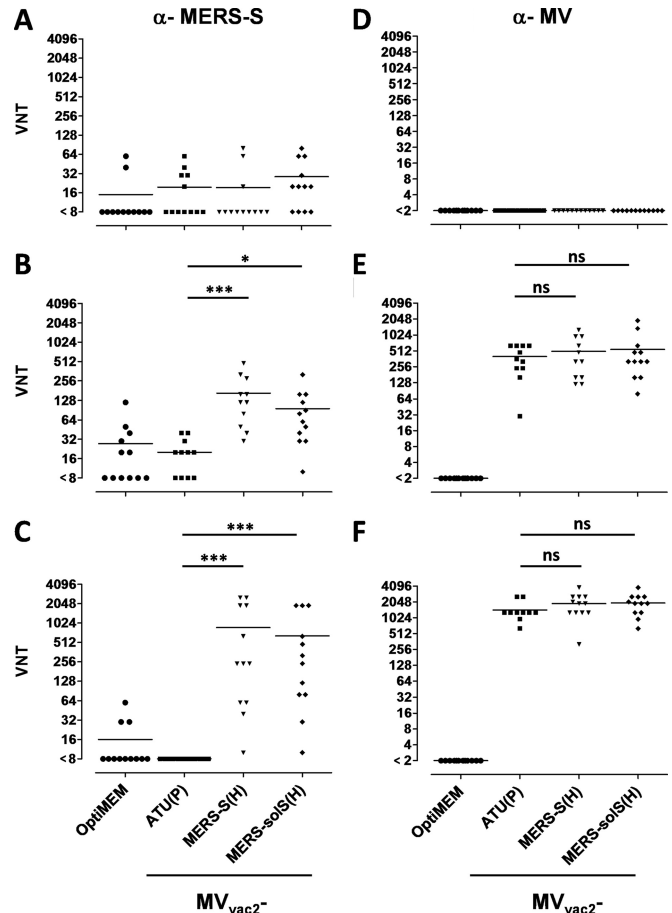 A
α- MERS-S
VNT
4096
2048
1024
512
256
128
64
32
16
< 8
D
α- MV
4096
2048
1024
512
256
128
64
32
16
8
4
<2
B
*
***
VNT
4096
2048
1024
512
256
128
64
32
16
< 8
E
ns
ns
4096
2048
1024
512
256
128
64
32
16
8
4
< 2
C
***
***
VNT
4096
2048
1024
512
256
128
64
32
16
< 8
OptiMEM
ATU(P)
MERS-S(H)
MERS-solS(H)
MVvac2-
F
ns
ns
4096
2048
1024
512
256
128
64
32
16
8
4
< 2
OptiMEM
ATU(P)
MERS-S(H)
MERS-solS(H)
MVvac2-